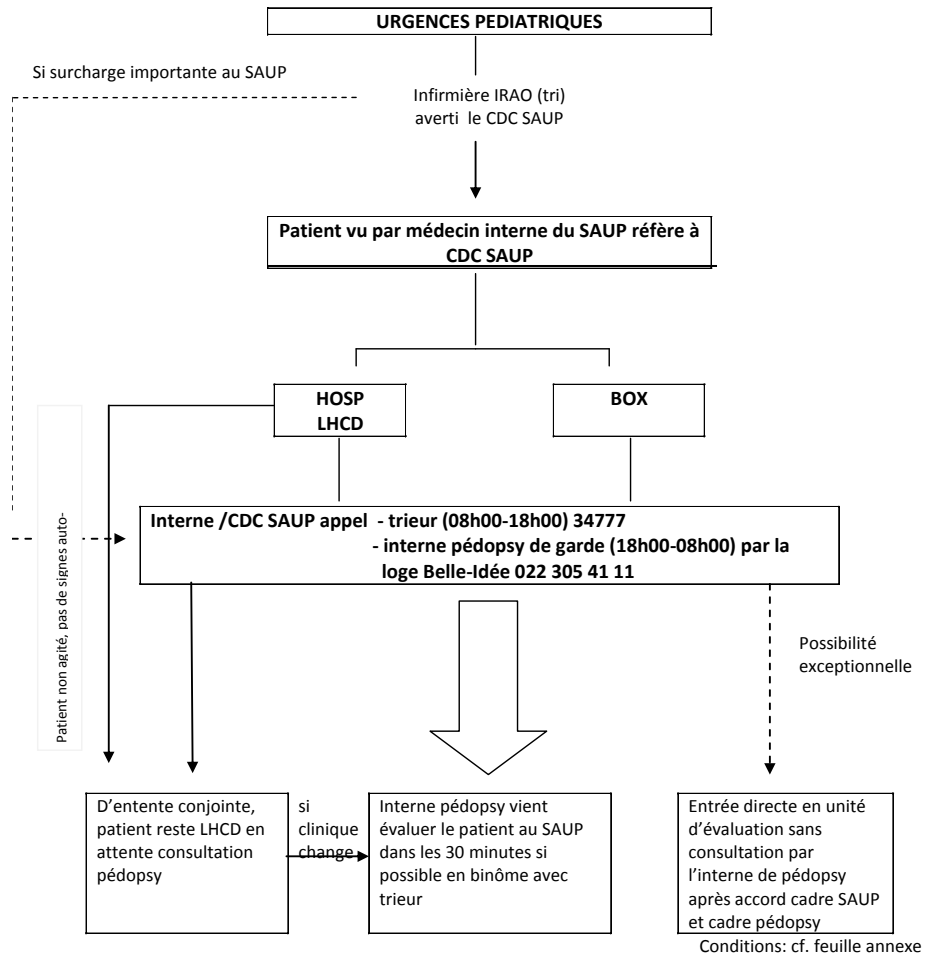 URGENCES PEDIATRIQUES
Si surcharge importante au SAUP
Infirmière IRAO (tri)
averti le CDC SAUP
Patient vu par médecin interne du SAUP réfère à
CDC SAUP
HOSP
LHCD
BOX
Patient non agité, pas de signes auto-
Interne /CDC SAUP appel - trieur (08h00-18h00) 34777
- interne pédopsy de garde (18h00-08h00) par la
loge Belle-Idée 022 305 41 11
Possibilité
exceptionnelle
D’entente conjointe,
patient reste LHCD en
attente consultation
pédopsy
si
clinique
change
Interne pédopsy vient
évaluer le patient au SAUP
dans les 30 minutes si
possible en binôme avec
trieur
Entrée directe en unité
d’évaluation sans
consultation par
l’interne de pédopsy
après accord cadre SAUP
et cadre pédopsy
Conditions: cf. feuille annexe